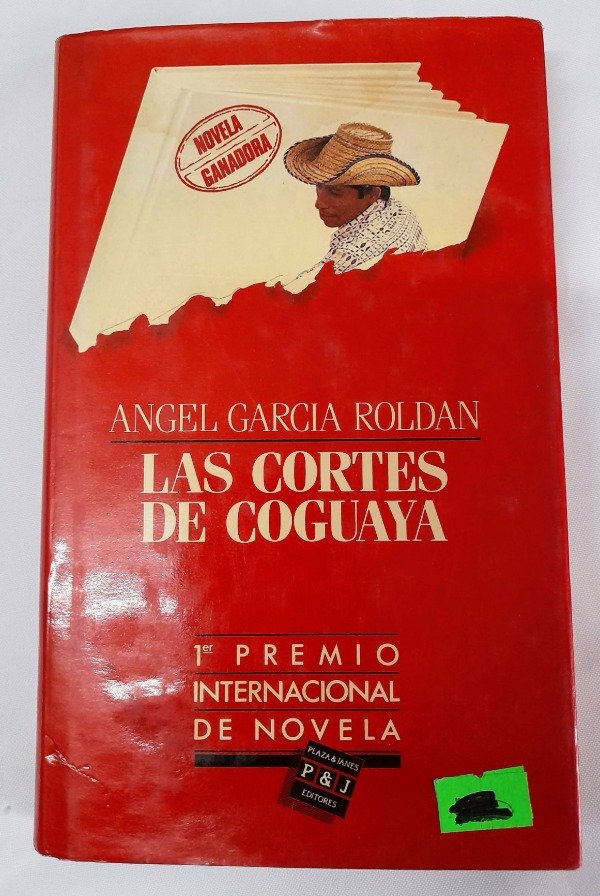 NOVELA
GANADORA
ANGEL GARCIA ROLDAN
LAS CORTES
DE COGUAYA
1er PREMIO
INTERNACIONAL
DE NOVELA
PLAZA & JANES
P & J
EDITORES